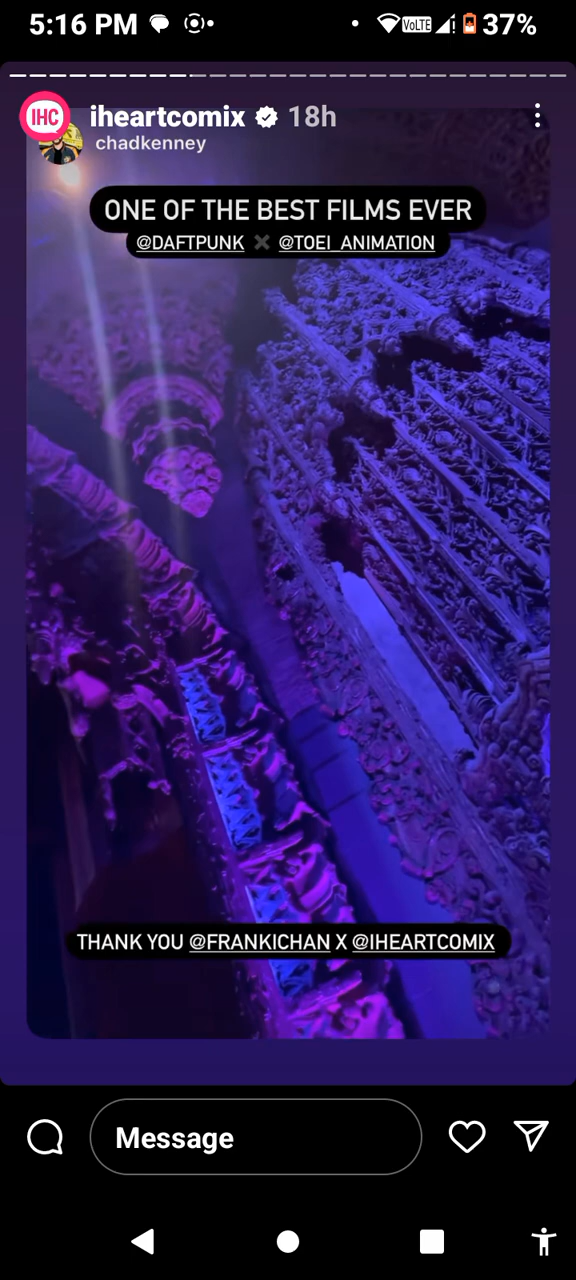 5:16 PM
VoLTE
37%
IHC
iheartcomix 18h
chadkenney
ONE OF THE BEST FILMS EVER
@DAFTPUNK ✖ @TOEI_ANIMATION
THANK YOU @FRANKICHAN X @IHEARTCOMIX
Message